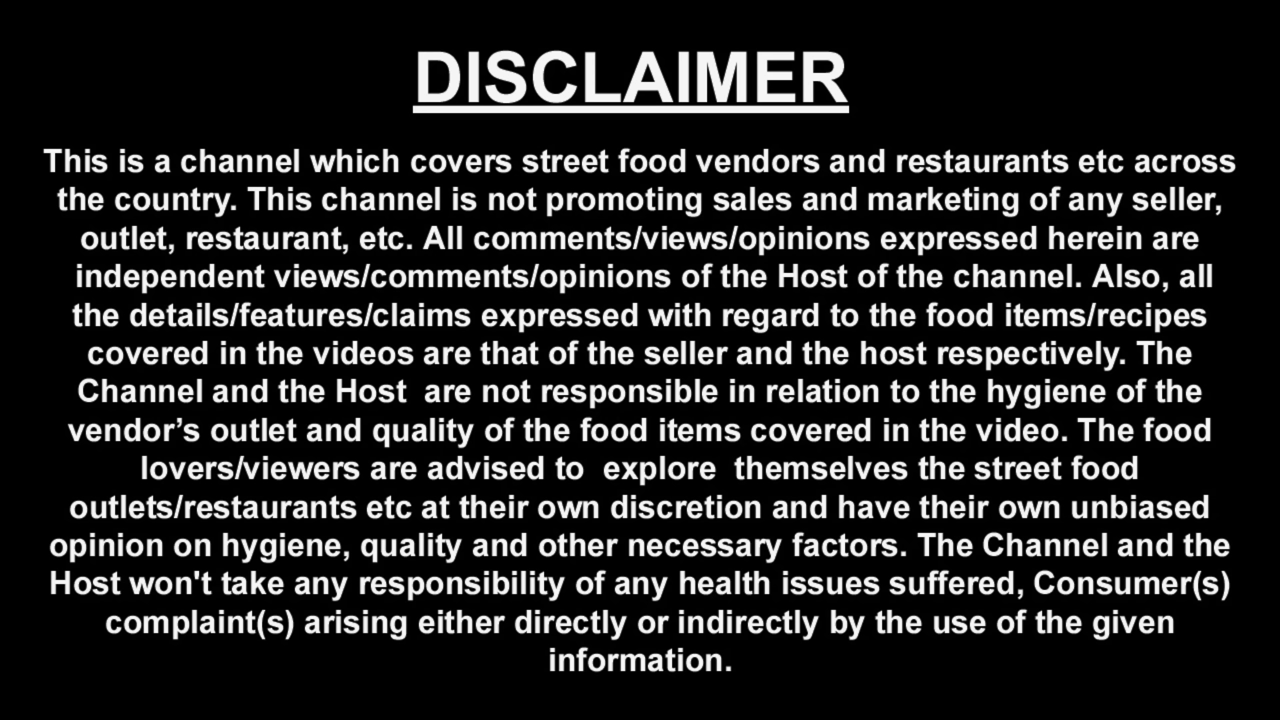 DISCLAIMER
This is a channel which covers street food vendors and restaurants etc across
the country. This channel is not promoting sales and marketing of any seller,
outlet, restaurant, etc. All comments/views/opinions expressed herein are
independent views/comments/opinions of the Host of the channel. Also, all
the details/features/claims expressed with regard to the food items/recipes
covered in the videos are that of the seller and the host respectively. The
Channel and the Host  are not responsible in relation to the hygiene of the
vendor’s outlet and quality of the food items covered in the video. The food
lovers/viewers are advised to  explore  themselves the street food
outlets/restaurants etc at their own discretion and have their own unbiased
opinion on hygiene, quality and other necessary factors. The Channel and the
Host won't take any responsibility of any health issues suffered, Consumer(s)
complaint(s) arising either directly or indirectly by the use of the given
information.